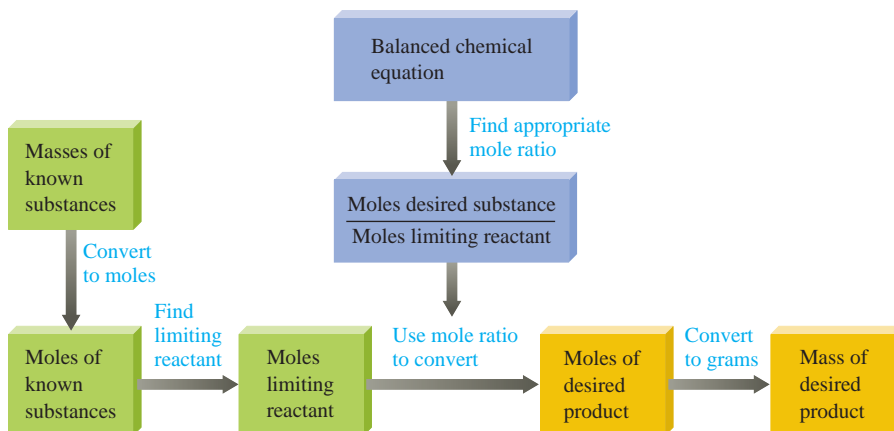 Balanced chemical
equation
Find appropriate
mole ratio
Masses of
known
substances
Moles desired substance
Moles limiting reactant
Convert
to moles
Find
limiting
reactant
Use mole ratio
to convert
Convert
to grams
Moles of
known
substances
Moles
limiting
reactant
Moles of
desired
product
Mass of
desired
product